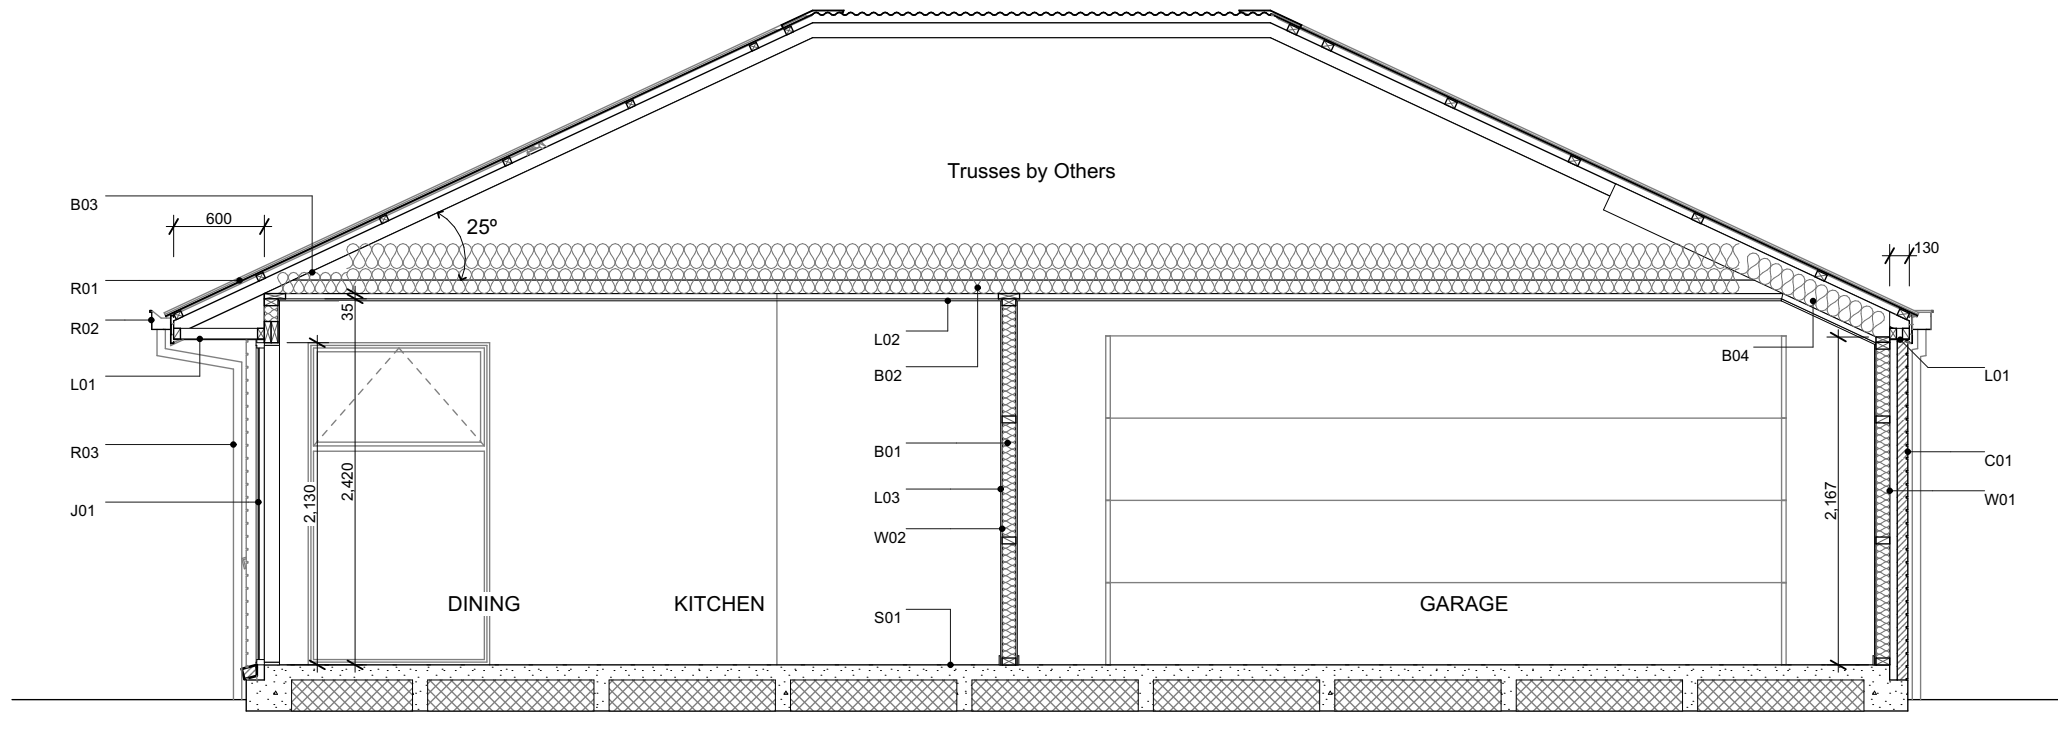 Trusses by Others
B03
600
25º
130
R01
R02
35
L02
B02
B04
L01
L01
R03
B01
C01
2,420
2,130
L03
2,167
W01
J01
W02
DINING
KITCHEN
GARAGE
S01